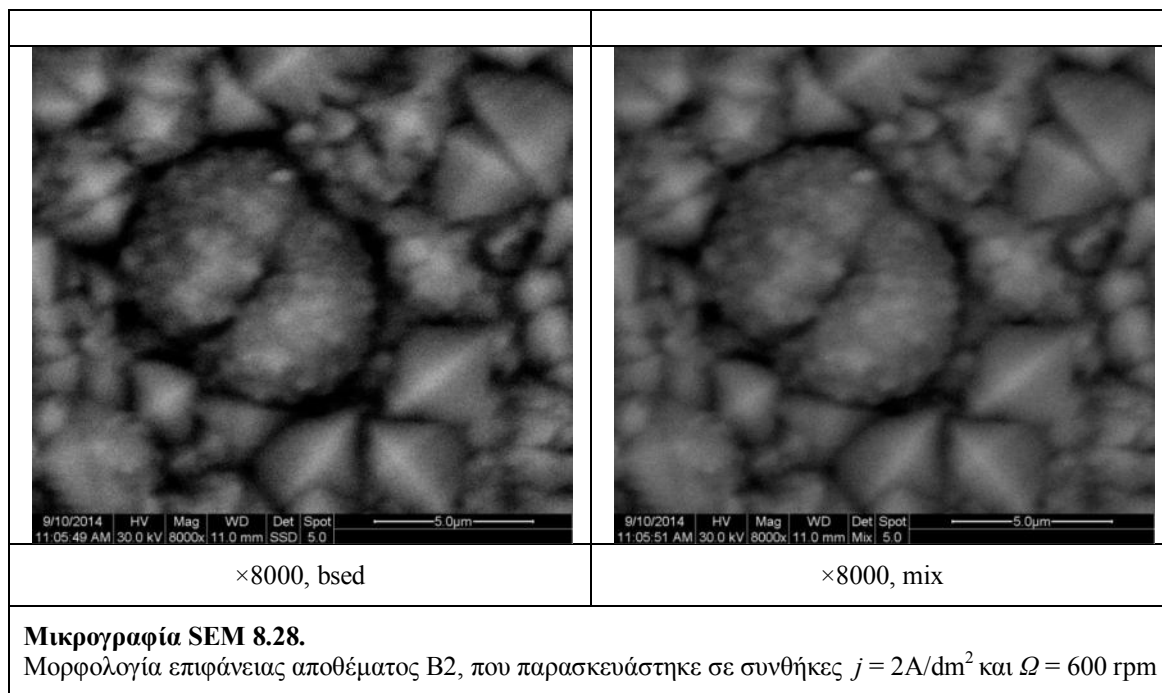 9/10/2014 HV Mag WD Det Spot 5.0µm
11:05:49 AM 30.0 kV 8000x 11.0 mm SSD 5.0
9/10/2014 HV Mag WD Det Spot 5.0µm
11:05:51 AM 30.0 kV 8000x 11.0 mm Mix 5.0
×8000, bsed
×8000, mix
Μικρογραφία SEM 8.28.
Μορφολογία επιφάνειας αποθέματος B2, που παρασκευάστηκε σε συνθήκες j = 2A/dm² και Ω = 600 rpm